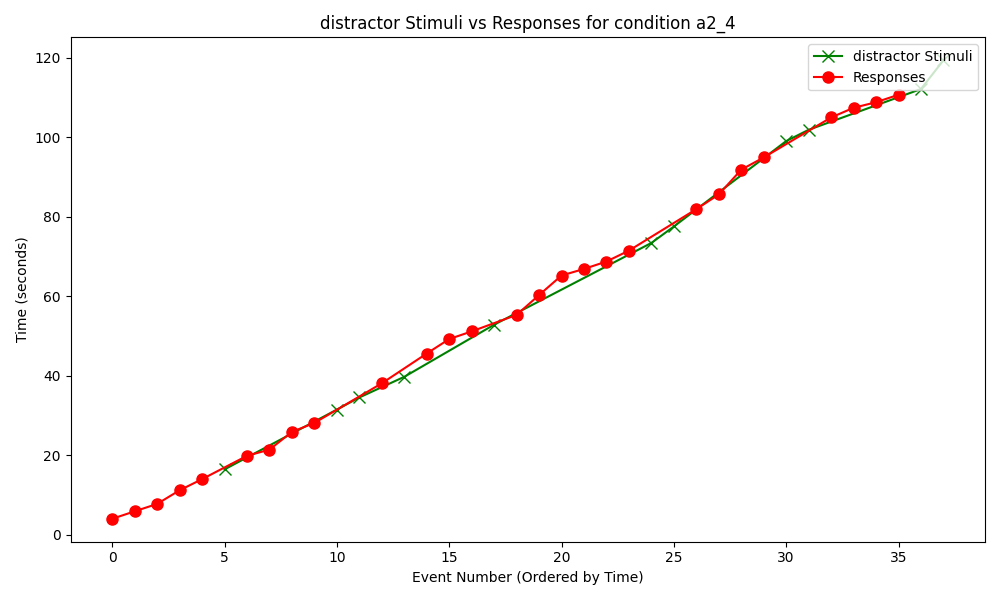 distractor Stimuli vs Responses for condition a2_4
distractor Stimuli
Responses
Time (seconds)
120
100
80
60
40
20
0
0 5 10 15 20 25 30 35
Event Number (Ordered by Time)